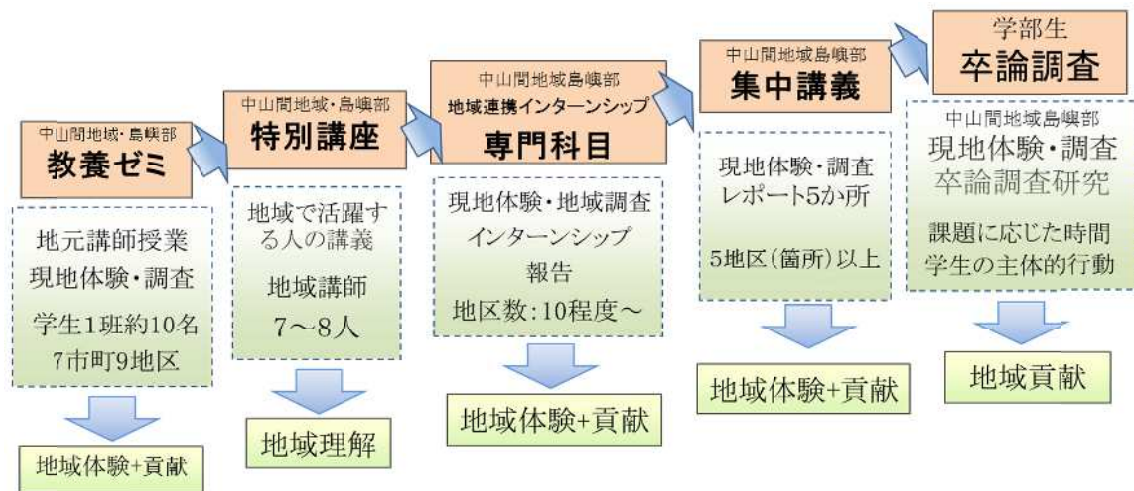 中山間地域・島嶼部
教養ゼミ
地元講師授業
現地体験・調査
学生1班約10名
7市町9地区
地域体験+貢献
中山間地域・島嶼部
特別講座
地域で活躍す
る人の講義
地域講師
7～8人
地域理解
中山間地域島嶼部
地域連携インターンシップ
専門科目
現地体験・地域調査
インターンシップ
報告
地区数:10程度～
地域体験+貢献
中山間地域島嶼部
集中講義
現地体験・調査
レポート5か所
5地区(箇所)以上
地域体験+貢献
学部生
卒論調査
中山間地域島嶼部
現地体験・調査
卒論調査研究
課題に応じた時間
学生の主体的行動
地域貢献